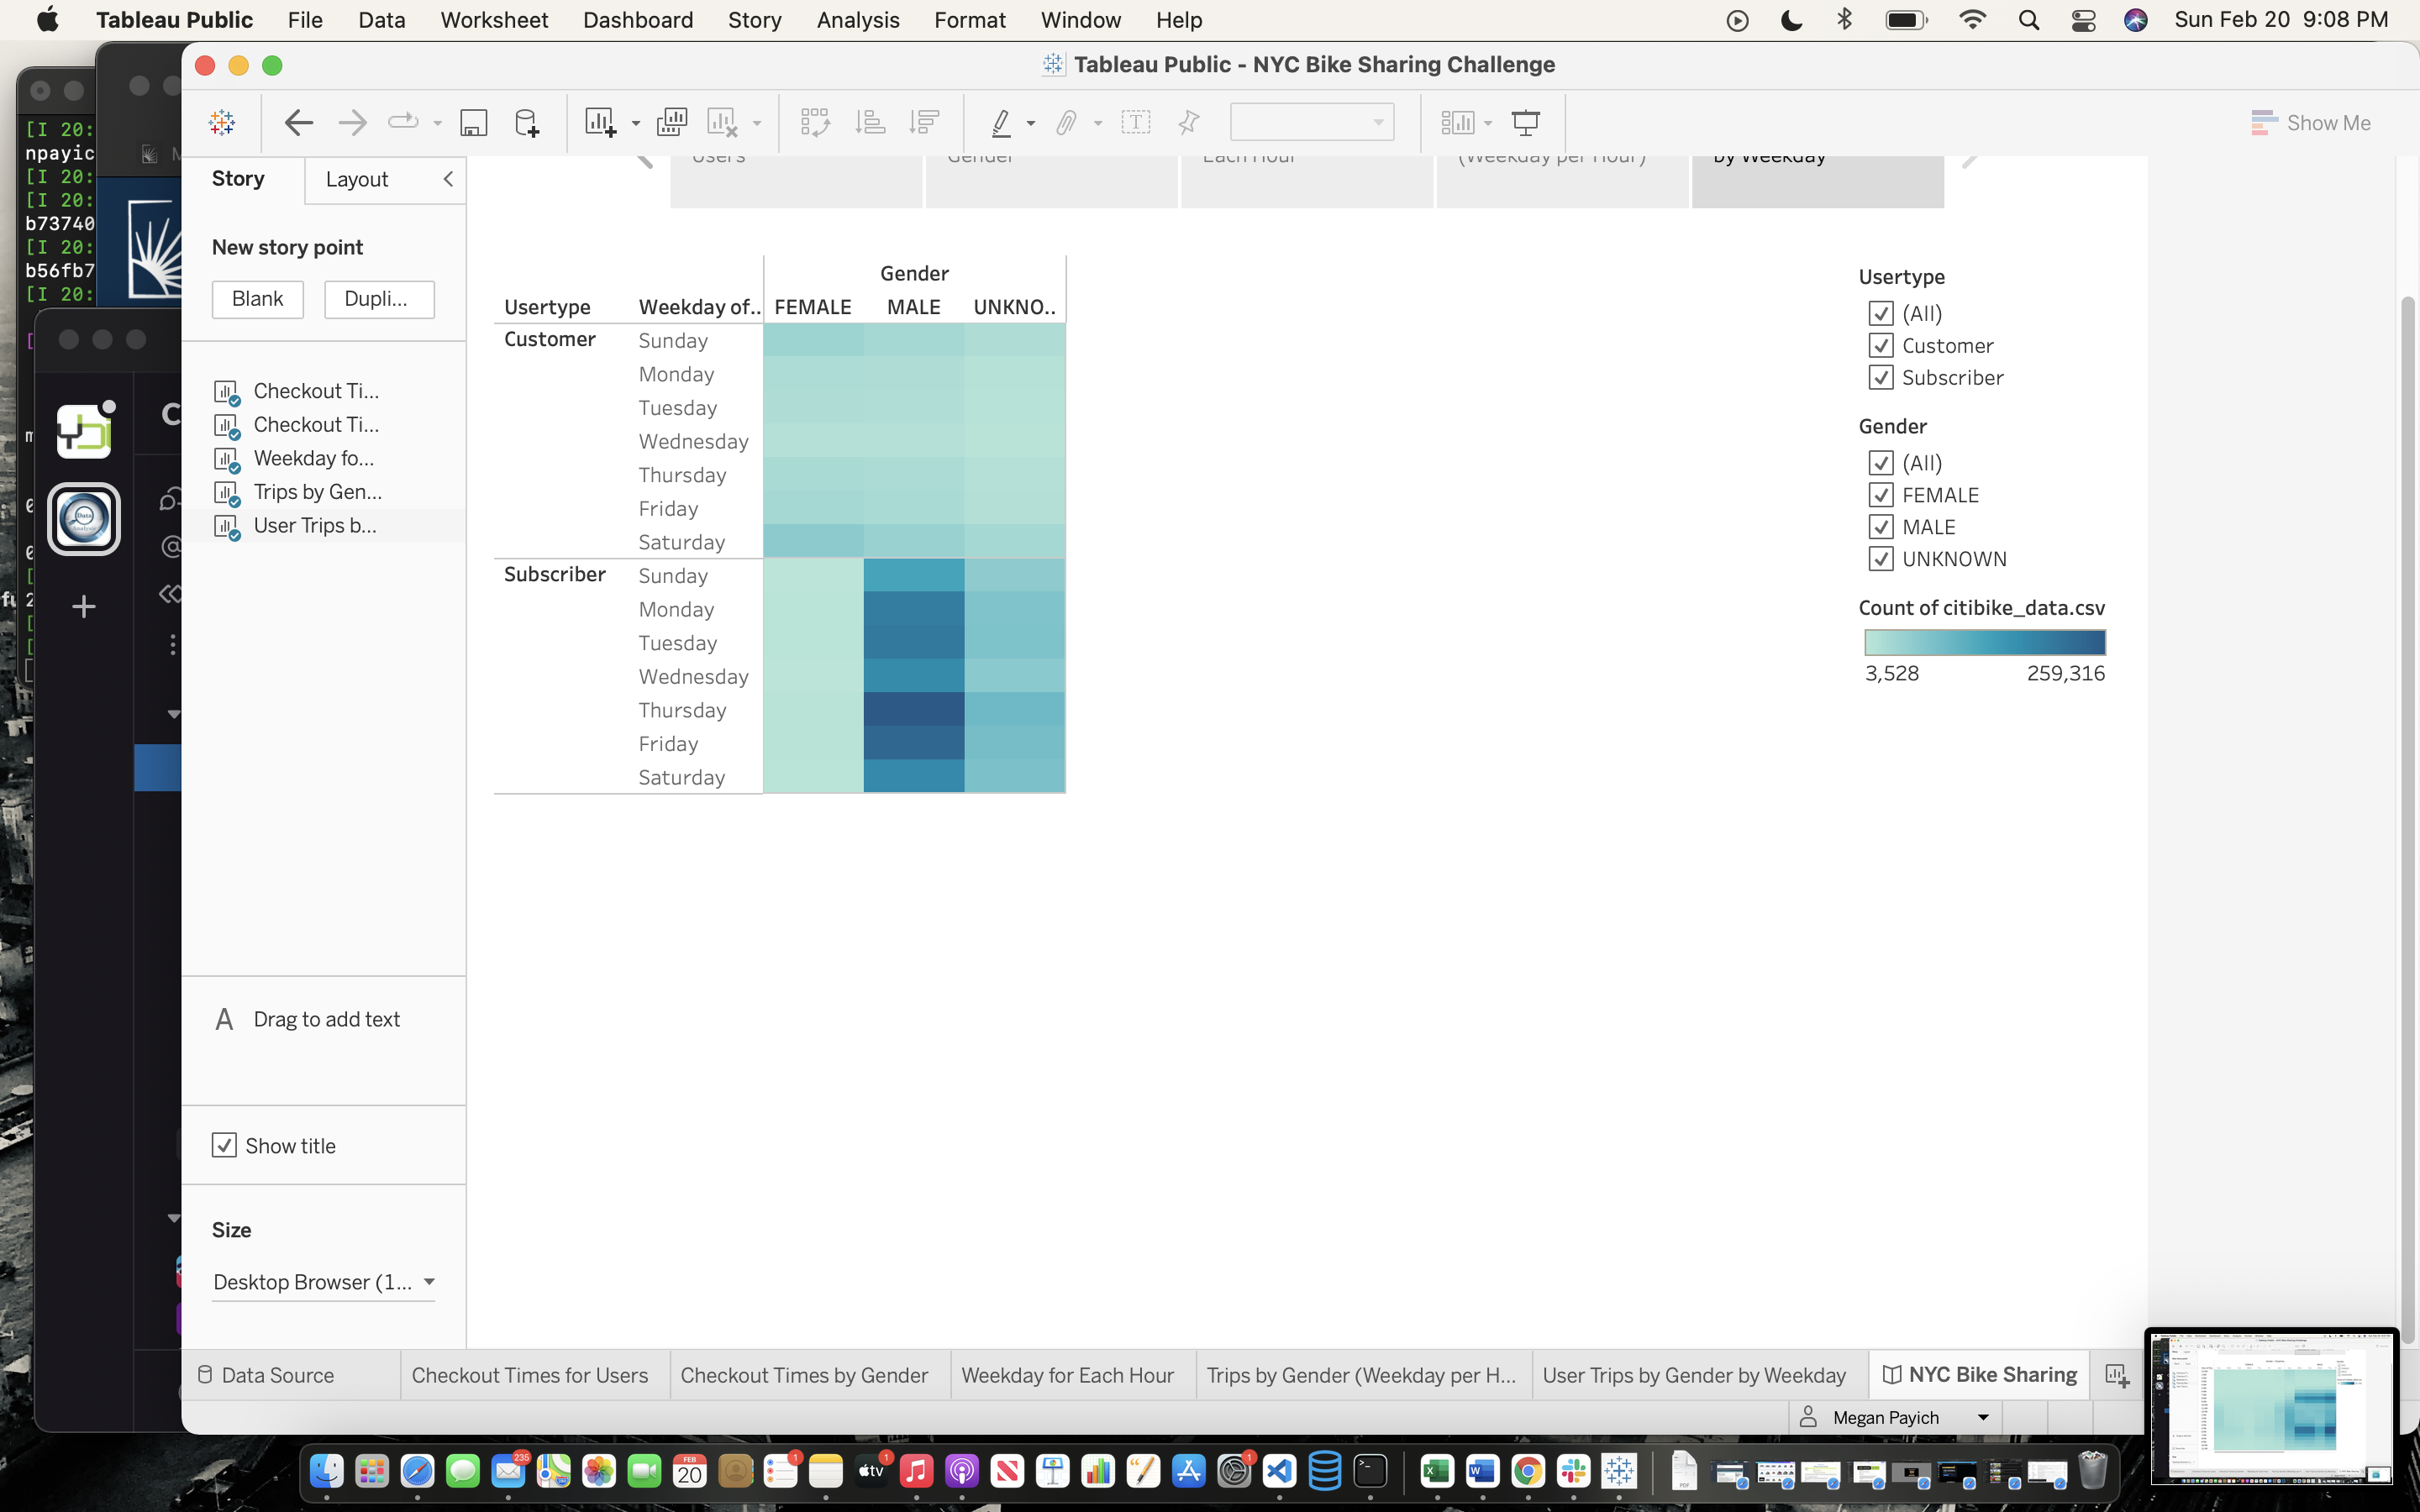 Tableau Public File Data Worksheet Dashboard Story Analysis Format Window Help Sun Feb 20 9:08 PM
Tableau Public - NYC Bike Sharing Challenge
Show Me
[I 20:
npayic
[I 20:
[I 20:
b73740
[I 20:
b56fb7
[I 20:
Story Layout
New story point
Blank Dupli...
Checkout Ti...
Checkout Ti...
Weekday fo...
Trips by Gen...
User Trips b...
Drag to add text
Show title
Size
Desktop Browser (1...
Users Gender Each Hour (Weekday per Hour) by Weekday
Gender
Usertype Weekday of.. FEMALE MALE UNKNO..
Customer Sunday
Monday
Tuesday
Wednesday
Thursday
Friday
Saturday
Subscriber Sunday
Monday
Tuesday
Wednesday
Thursday
Friday
Saturday
Usertype
(All)
Customer
Subscriber
Gender
(All)
FEMALE
MALE
UNKNOWN
Count of citibike_data.csv
3,528 259,316
Data Source Checkout Times for Users Checkout Times by Gender Weekday for Each Hour Trips by Gender (Weekday per H... User Trips by Gender by Weekday NYC Bike Sharing
Megan Payich
235 FEB 20 1 tv 1 1